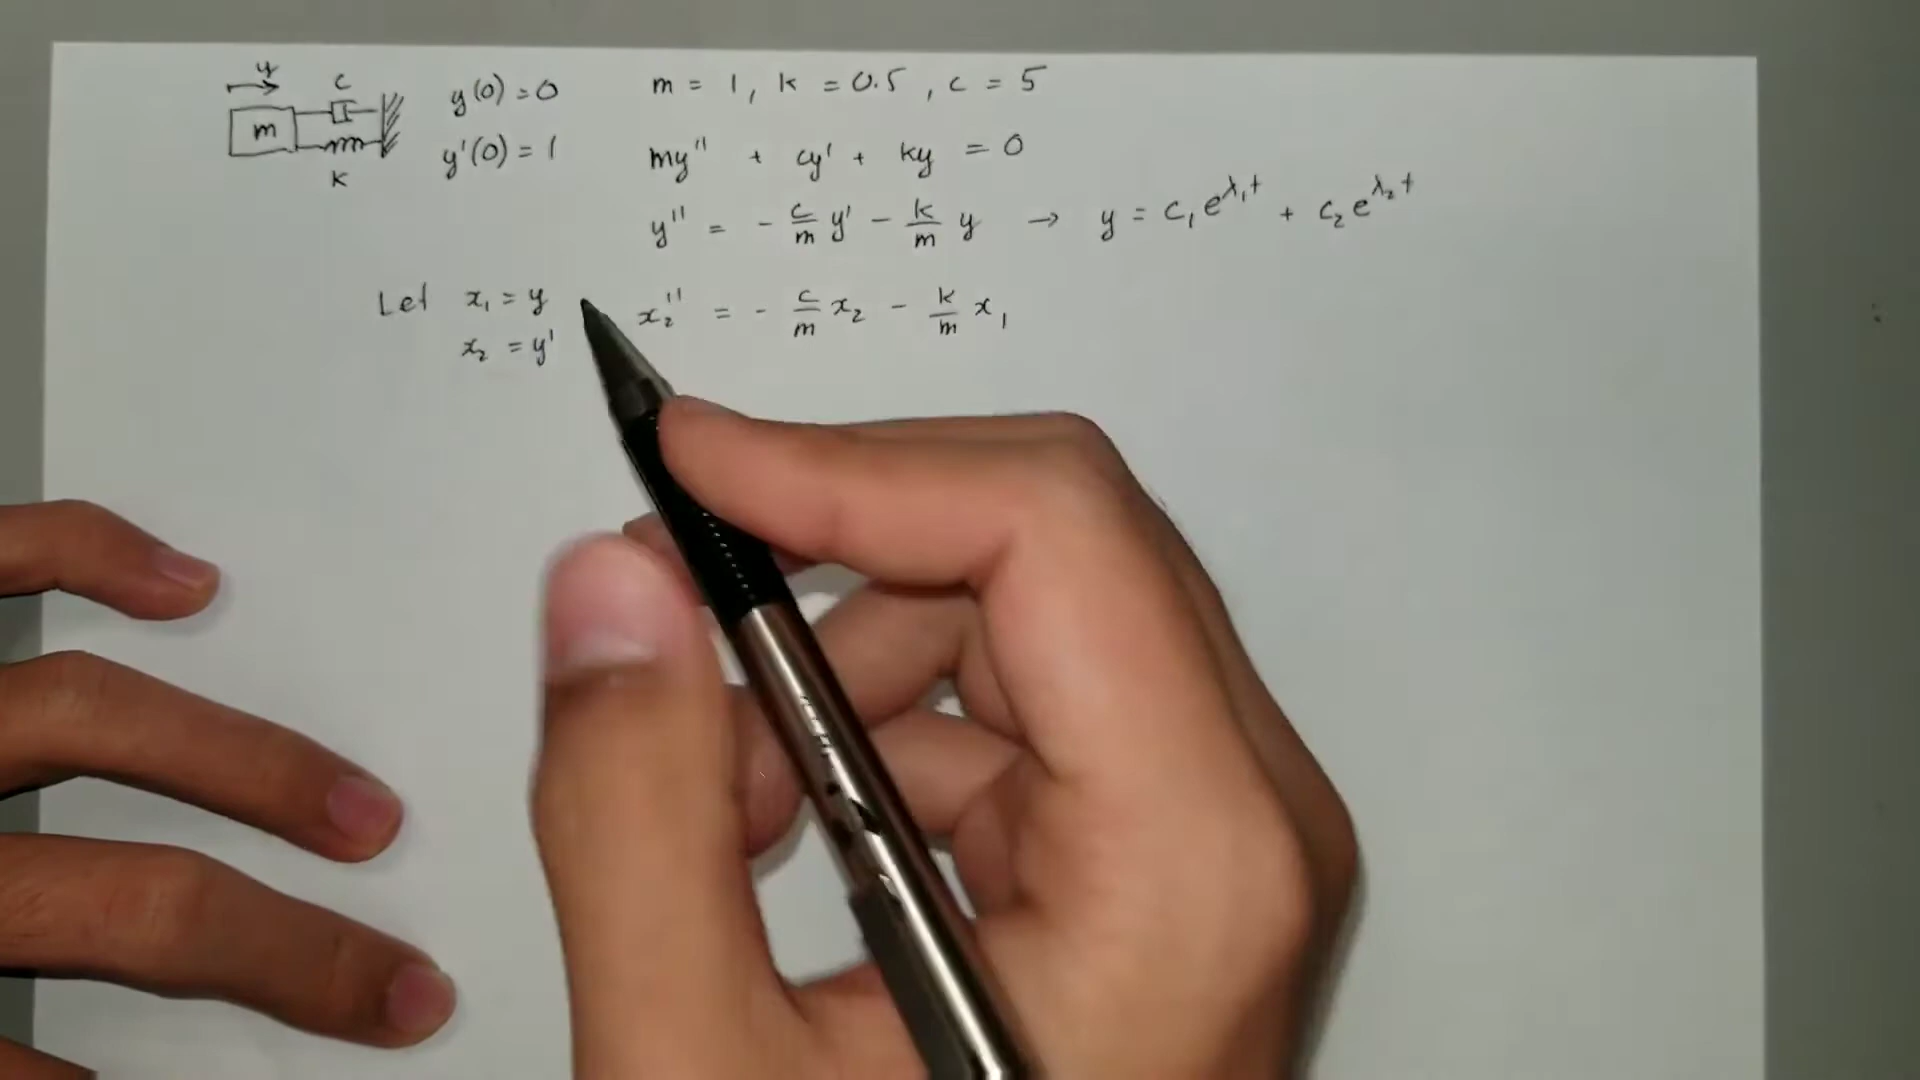 y
c
m
k
y(0) = 0
y'(0) = 1
m = 1, k = 0.5, c = 5
my'' + cy' + ky = 0
y'' = - c/m y' - k/m y → y = c₁e^λ₁t + c₂e^λ₂t
Let x₁ = y
x₂ = y'
x₂'' = - c/m x₂ - k/m x₁